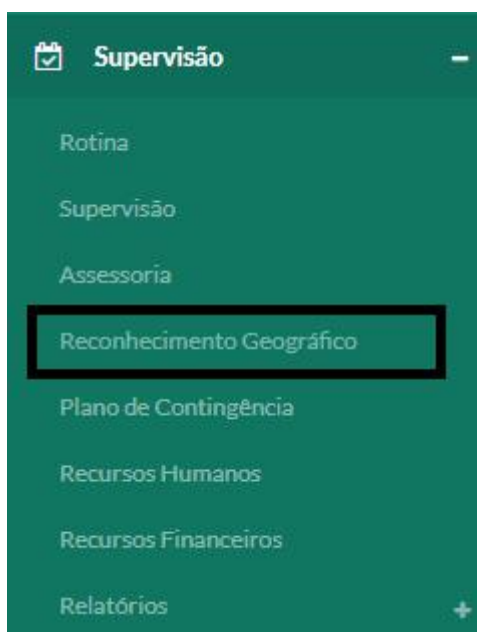 Supervisão
Rotina
Supervisão
Assessoria
Reconhecimento Geográfico
Plano de Contingência
Recursos Humanos
Recursos Financeiros
Relatórios